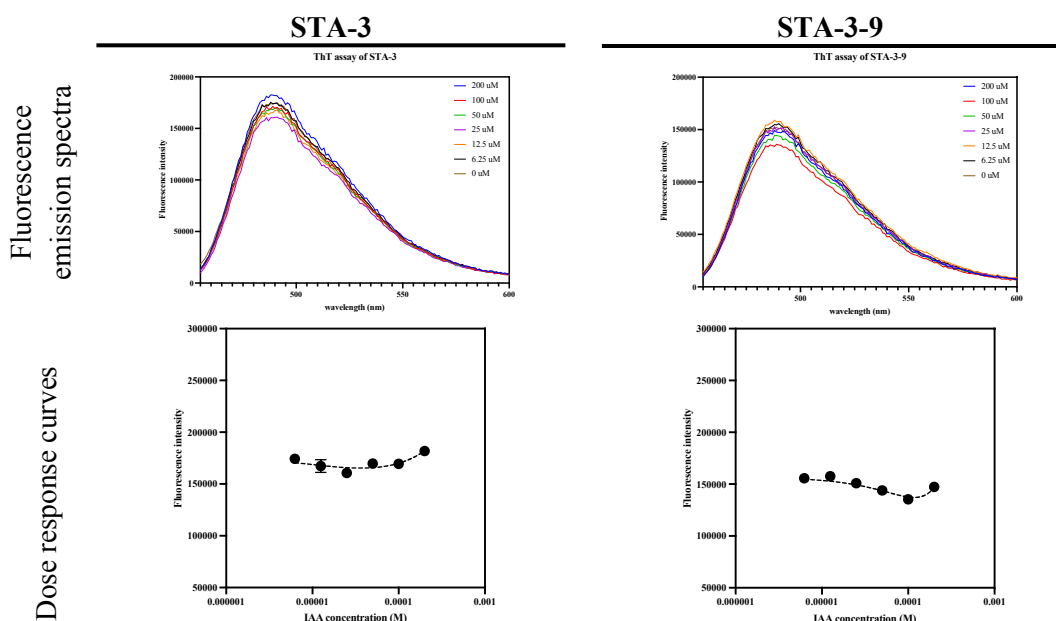 STA-3
STA-3-9
Fluorescence
emission spectra
ThT assay of STA-3
Fluorescence intensity
200000
150000
100000
50000
0
500
550
600
wavelength (nm)
200 uM
100 uM
50 uM
25 uM
12.5 uM
6.25 uM
0 uM
ThT assay of STA-3-9
Fluorescence intensity
200000
150000
100000
50000
0
500
550
600
wavelength (nm)
200 uM
100 uM
50 uM
25 uM
12.5 uM
6.25 uM
0 uM
Dose response curves
Fluorescence intensity
300000
250000
200000
150000
100000
50000
0.000001
0.00001
0.0001
0.001
IAA concentration (M)
Fluorescence intensity
300000
250000
200000
150000
100000
50000
0.000001
0.00001
0.0001
0.001
IAA concentration (M)